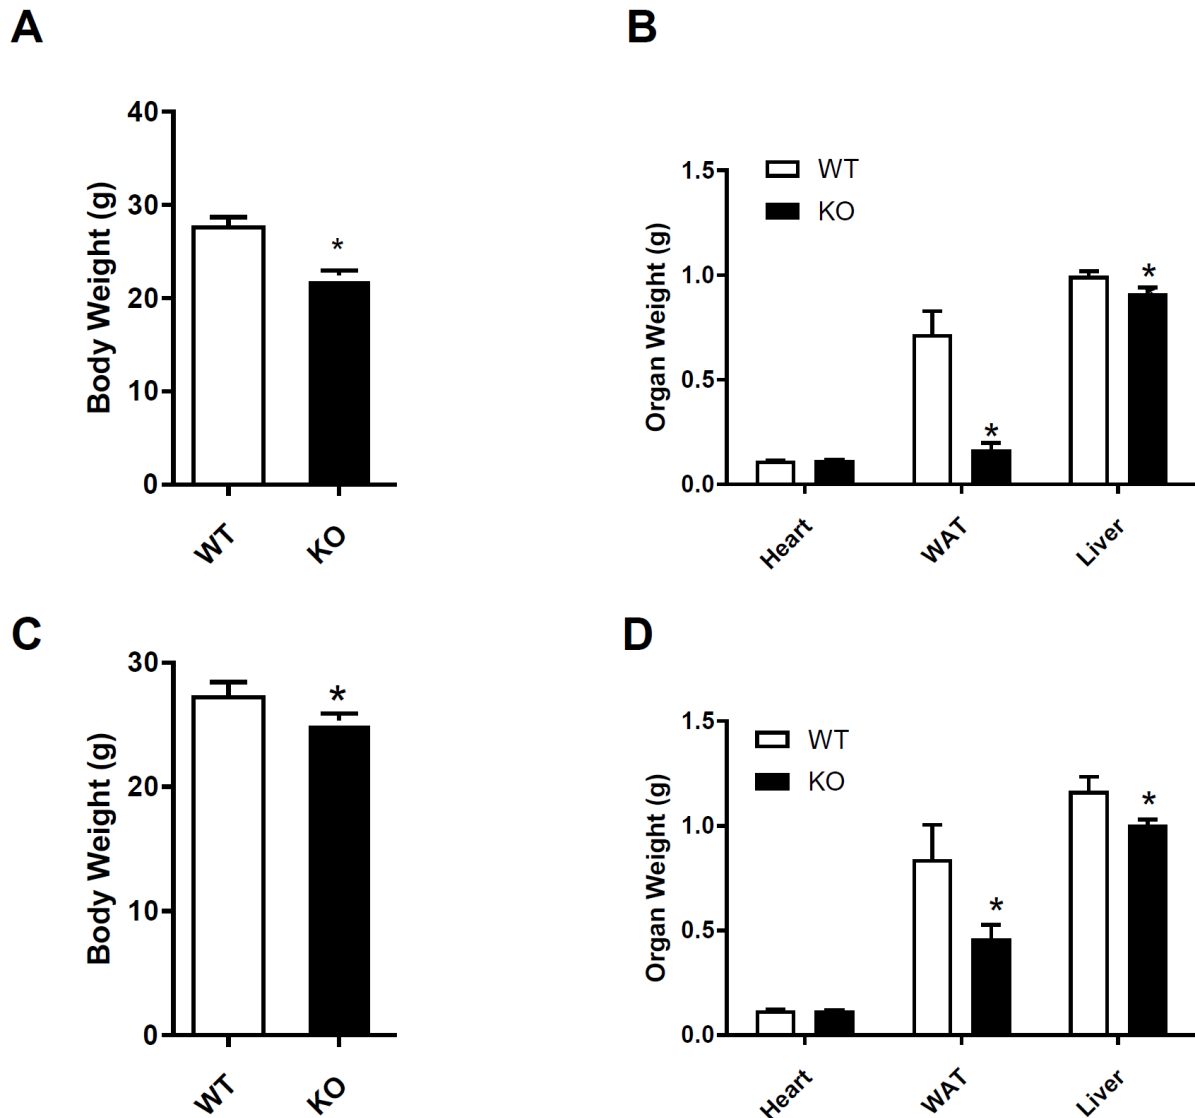 A
Body Weight (g)
40
30
20
10
0
*
WT
KO
B
Organ Weight (g)
1.5
1.0
0.5
0.0
WT
KO
*
*
Heart
WAT
Liver
C
Body Weight (g)
30
20
10
0
*
WT
KO
D
Organ Weight (g)
1.5
1.0
0.5
0.0
WT
KO
*
*
Heart
WAT
Liver